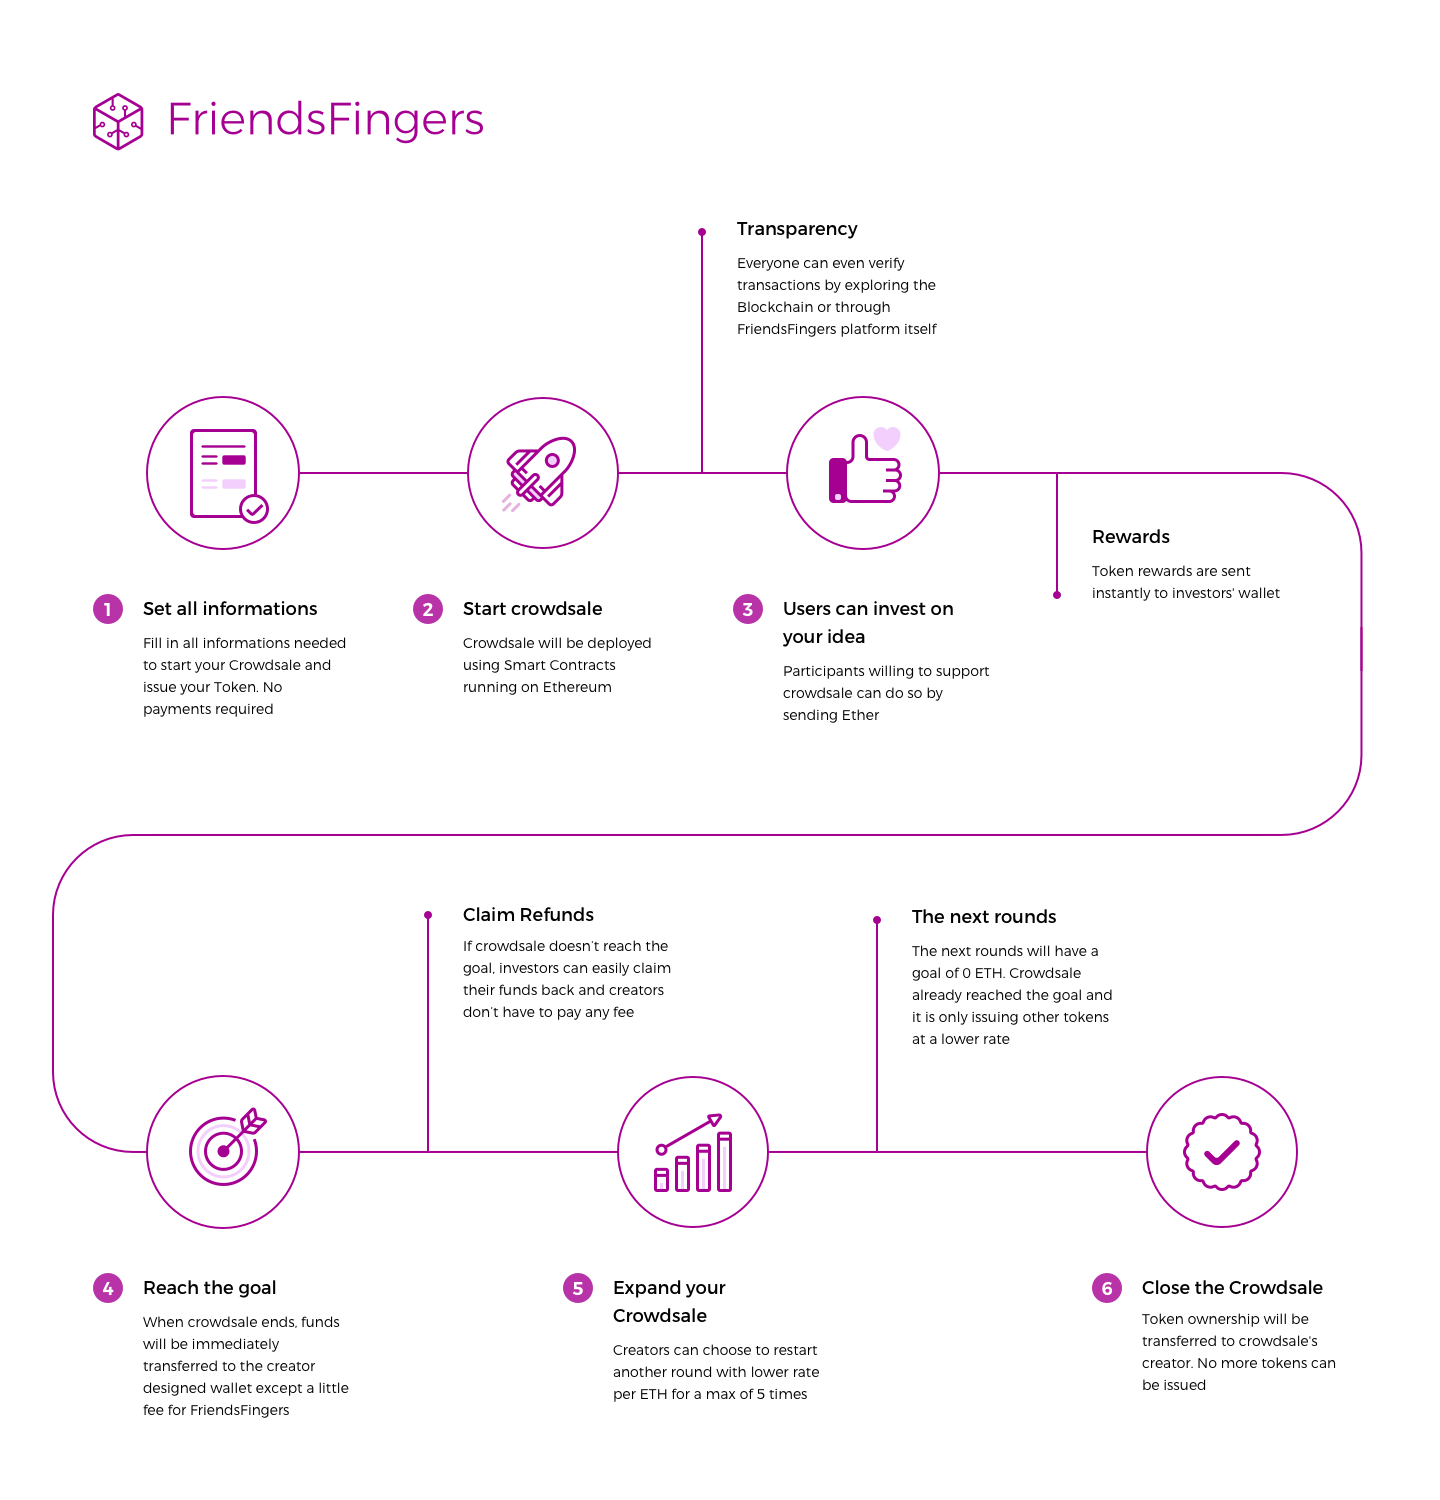 FriendsFingers
Transparency
Everyone can even verify
transactions by exploring the
Blockchain or through
FriendsFingers platform itself
1
Set all informations
Fill in all informations needed
to start your Crowdsale and
issue your Token. No
payments required
2
Start crowdsale
Crowdsale will be deployed
using Smart Contracts
running on Ethereum
3
Users can invest on
your idea
Participants willing to support
crowdsale can do so by
sending Ether
Rewards
Token rewards are sent
instantly to investors' wallet
Claim Refunds
If crowdsale doesn't reach the
goal, investors can easily claim
their funds back and creators
don't have to pay any fee
The next rounds
The next rounds will have a
goal of 0 ETH. Crowdsale
already reached the goal and
it is only issuing other tokens
at a lower rate
4
Reach the goal
When crowdsale ends, funds
will be immediately
transferred to the creator
designed wallet except a little
fee for FriendsFingers
5
Expand your
Crowdsale
Creators can choose to restart
another round with lower rate
per ETH for a max of 5 times
6
Close the Crowdsale
Token ownership will be
transferred to crowdsale's
creator. No more tokens can
be issued